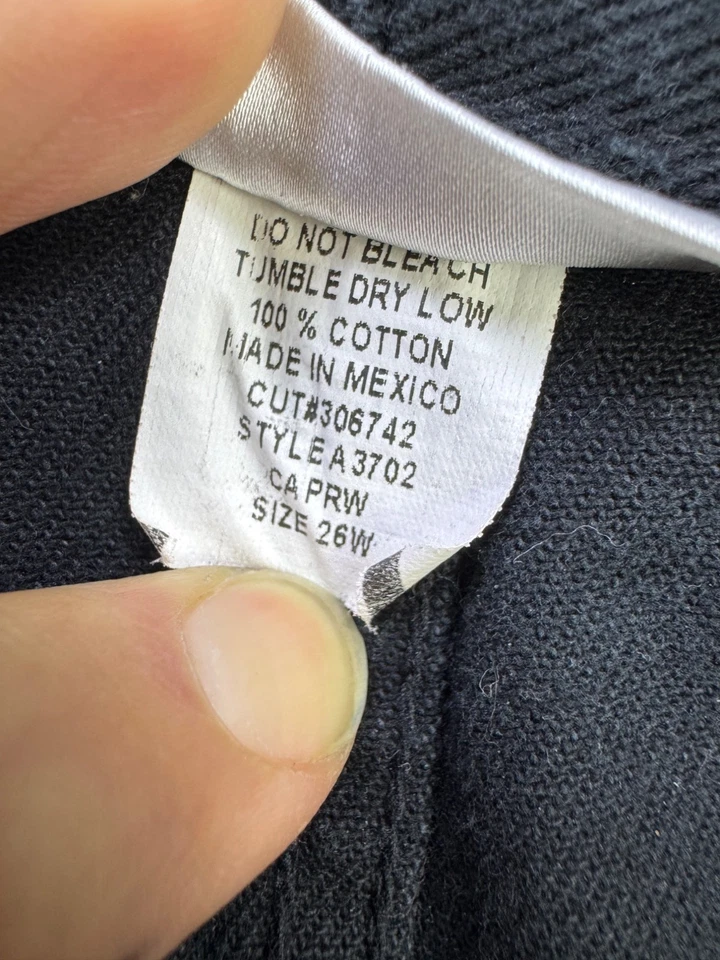 DO NOT BLEACH
TUMBLE DRY LOW
100 % COTTON
MADE IN MEXICO
CUT#306742
STYLE A3702
CA PRW
SIZE 26W